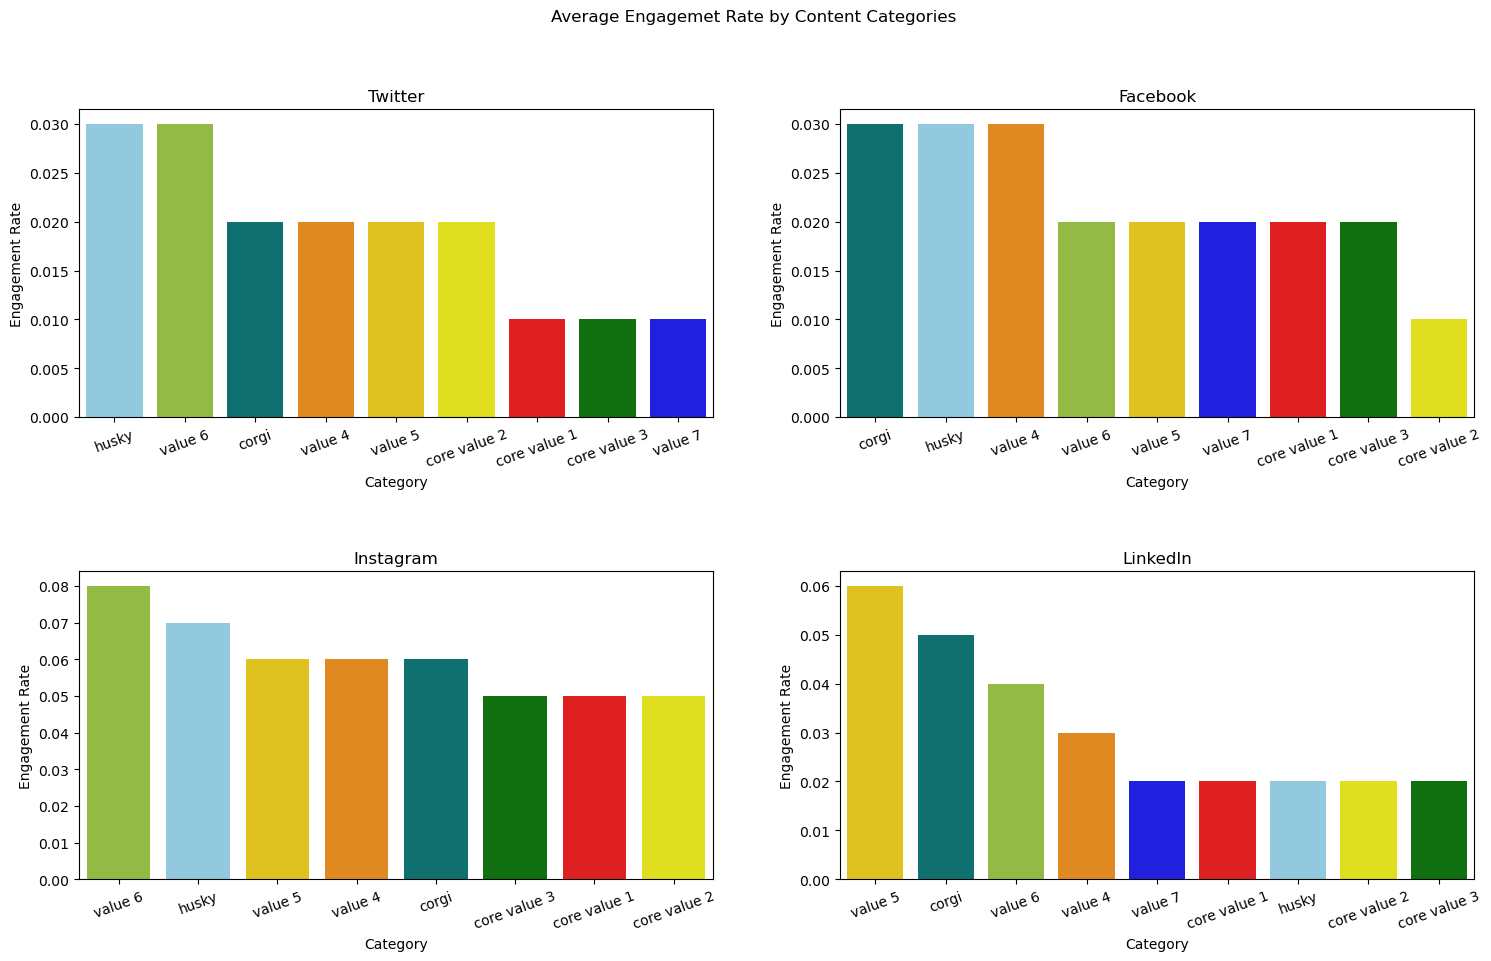 Average Engagemet Rate by Content Categories
Twitter
Engagement Rate
0.030
0.025
0.020
0.015
0.010
0.005
0.000
husky
value 6
corgi
value 4
value 5
core value 2
core value 1
core value 3
value 7
Category
Facebook
Engagement Rate
0.030
0.025
0.020
0.015
0.010
0.005
0.000
corgi
husky
value 4
value 6
value 5
value 7
core value 1
core value 3
core value 2
Category
Instagram
Engagement Rate
0.08
0.07
0.06
0.05
0.04
0.03
0.02
0.01
0.00
value 6
husky
value 5
value 4
corgi
core value 3
core value 1
core value 2
Category
LinkedIn
Engagement Rate
0.06
0.05
0.04
0.03
0.02
0.01
0.00
value 5
corgi
value 6
value 4
value 7
core value 1
husky
core value 2
core value 3
Category